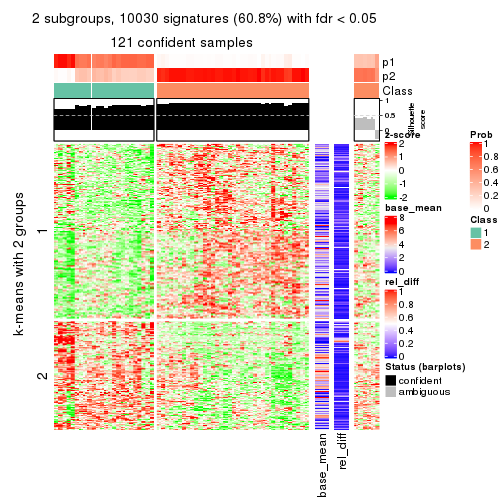 2 subgroups, 10030 signatures (60.8%) with fdr < 0.05
121 confident samples
p1
p2
Class
1
0.5
0
Silhouette
score
k-means with 2 groups
1
2
base_mean
rel_diff
z-score
2
1
0
-1
-2
base_mean
8
6
4
2
0
rel_diff
1
0.8
0.6
0.4
0.2
0
Status (barplots)
confident
ambiguous
Prob
1
0.8
0.6
0.4
0.2
0
Class
1
2